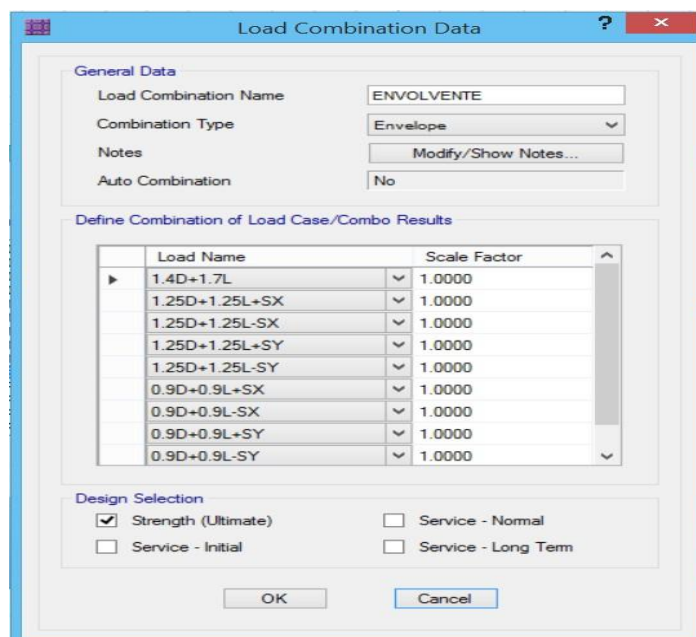 Load Combination Data ? ×
General Data
Load Combination Name ENVOLVENTE
Combination Type Envelope
Notes Modify/Show Notes...
Auto Combination No
Define Combination of Load Case/Combo Results
Load Name Scale Factor
1.4D+1.7L 1.0000
1.25D+1.25L+SX 1.0000
1.25D+1.25L-SX 1.0000
1.25D+1.25L+SY 1.0000
1.25D+1.25L-SY 1.0000
0.9D+0.9L+SX 1.0000
0.9D+0.9L-SX 1.0000
0.9D+0.9L+SY 1.0000
0.9D+0.9L-SY 1.0000
Design Selection
Strength (Ultimate) Service - Normal
Service - Initial Service - Long Term
OK Cancel